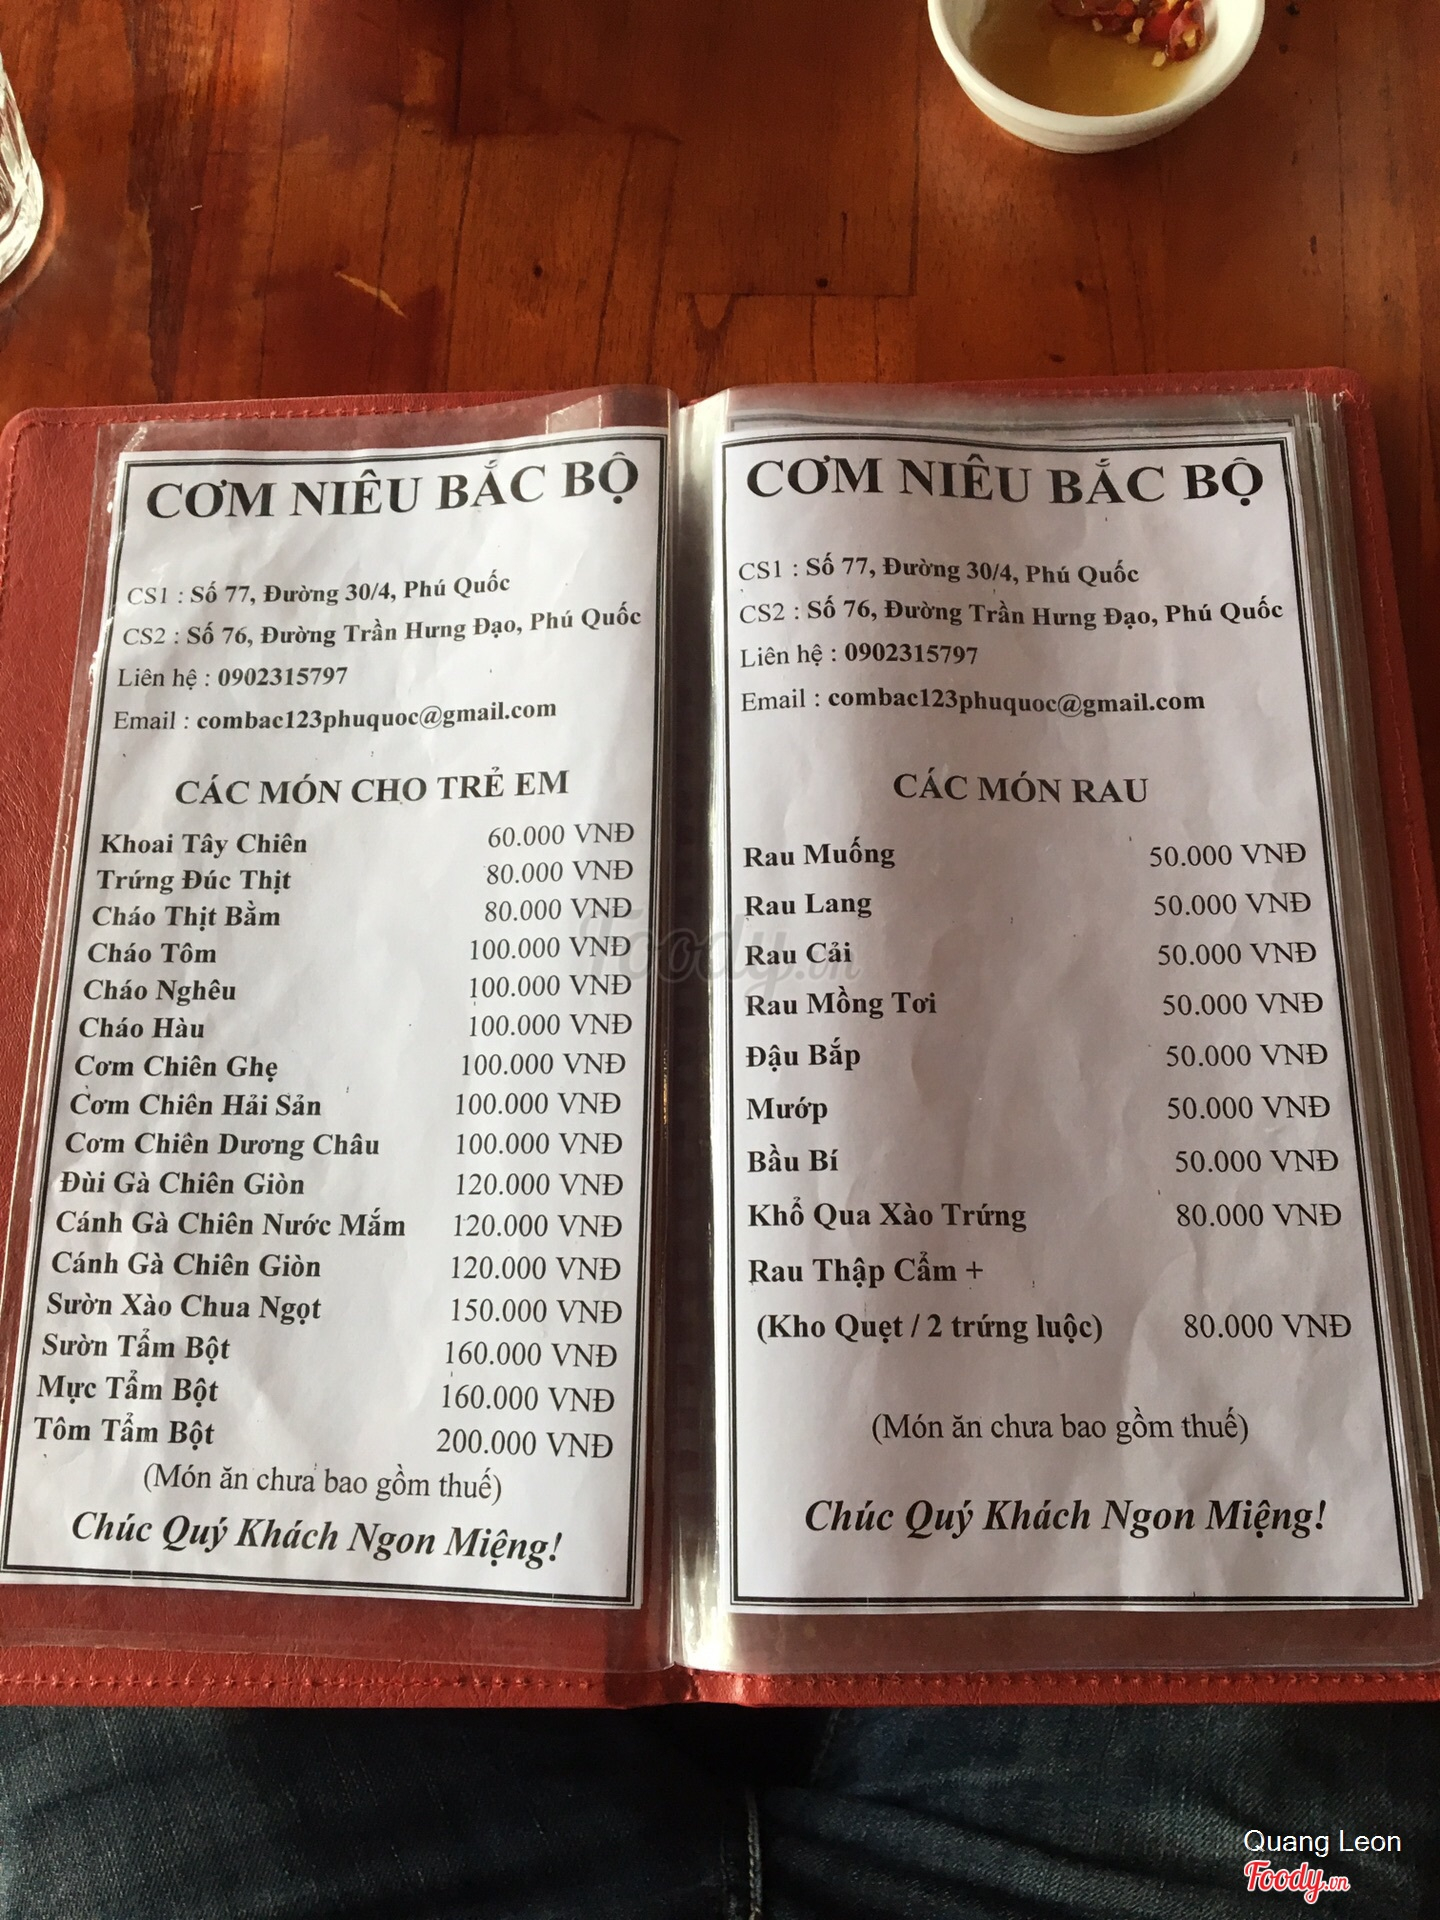 CƠM NIÊU BẮC BỘ
CS1 : Số 77, Đường 30/4, Phú Quốc
CS2 : Số 76, Đường Trần Hưng Đạo, Phú Quốc
Liên hệ : 0902315797
Email : combac123phuquoc@gmail.com
CÁC MÓN CHO TRẺ EM
Khoai Tây Chiên 60.000 VNĐ
Trứng Đúc Thịt 80.000 VNĐ
Cháo Thịt Bằm 80.000 VNĐ
Cháo Tôm 100.000 VNĐ
Cháo Nghêu 100.000 VNĐ
Cháo Hàu 100.000 VNĐ
Cơm Chiên Ghẹ 100.000 VNĐ
Cơm Chiên Hải Sản 100.000 VNĐ
Cơm Chiên Dương Châu 100.000 VNĐ
Đùi Gà Chiên Giòn 120.000 VNĐ
Cánh Gà Chiên Nước Mắm 120.000 VNĐ
Cánh Gà Chiên Giòn 120.000 VNĐ
Sườn Xào Chua Ngọt 150.000 VNĐ
Sườn Tẩm Bột 160.000 VNĐ
Mực Tẩm Bột 160.000 VNĐ
Tôm Tẩm Bột 200.000 VNĐ
(Món ăn chưa bao gồm thuế)
Chúc Quý Khách Ngon Miệng!
CƠM NIÊU BẮC BỘ
CS1 : Số 77, Đường 30/4, Phú Quốc
CS2 : Số 76, Đường Trần Hưng Đạo, Phú Quốc
Liên hệ : 0902315797
Email : combac123phuquoc@gmail.com
CÁC MÓN RAU
Rau Muống 50.000 VNĐ
Rau Lang 50.000 VNĐ
Rau Cải 50.000 VNĐ
Rau Mồng Tơi 50.000 VNĐ
Đậu Bắp 50.000 VNĐ
Mướp 50.000 VNĐ
Bầu Bí 50.000 VNĐ
Khổ Qua Xào Trứng 80.000 VNĐ
Rau Thập Cẩm +
(Kho Quẹt / 2 trứng luộc) 80.000 VNĐ
(Món ăn chưa bao gồm thuế)
Chúc Quý Khách Ngon Miệng!
Foody.vn
Quang Leon
Foody.vn